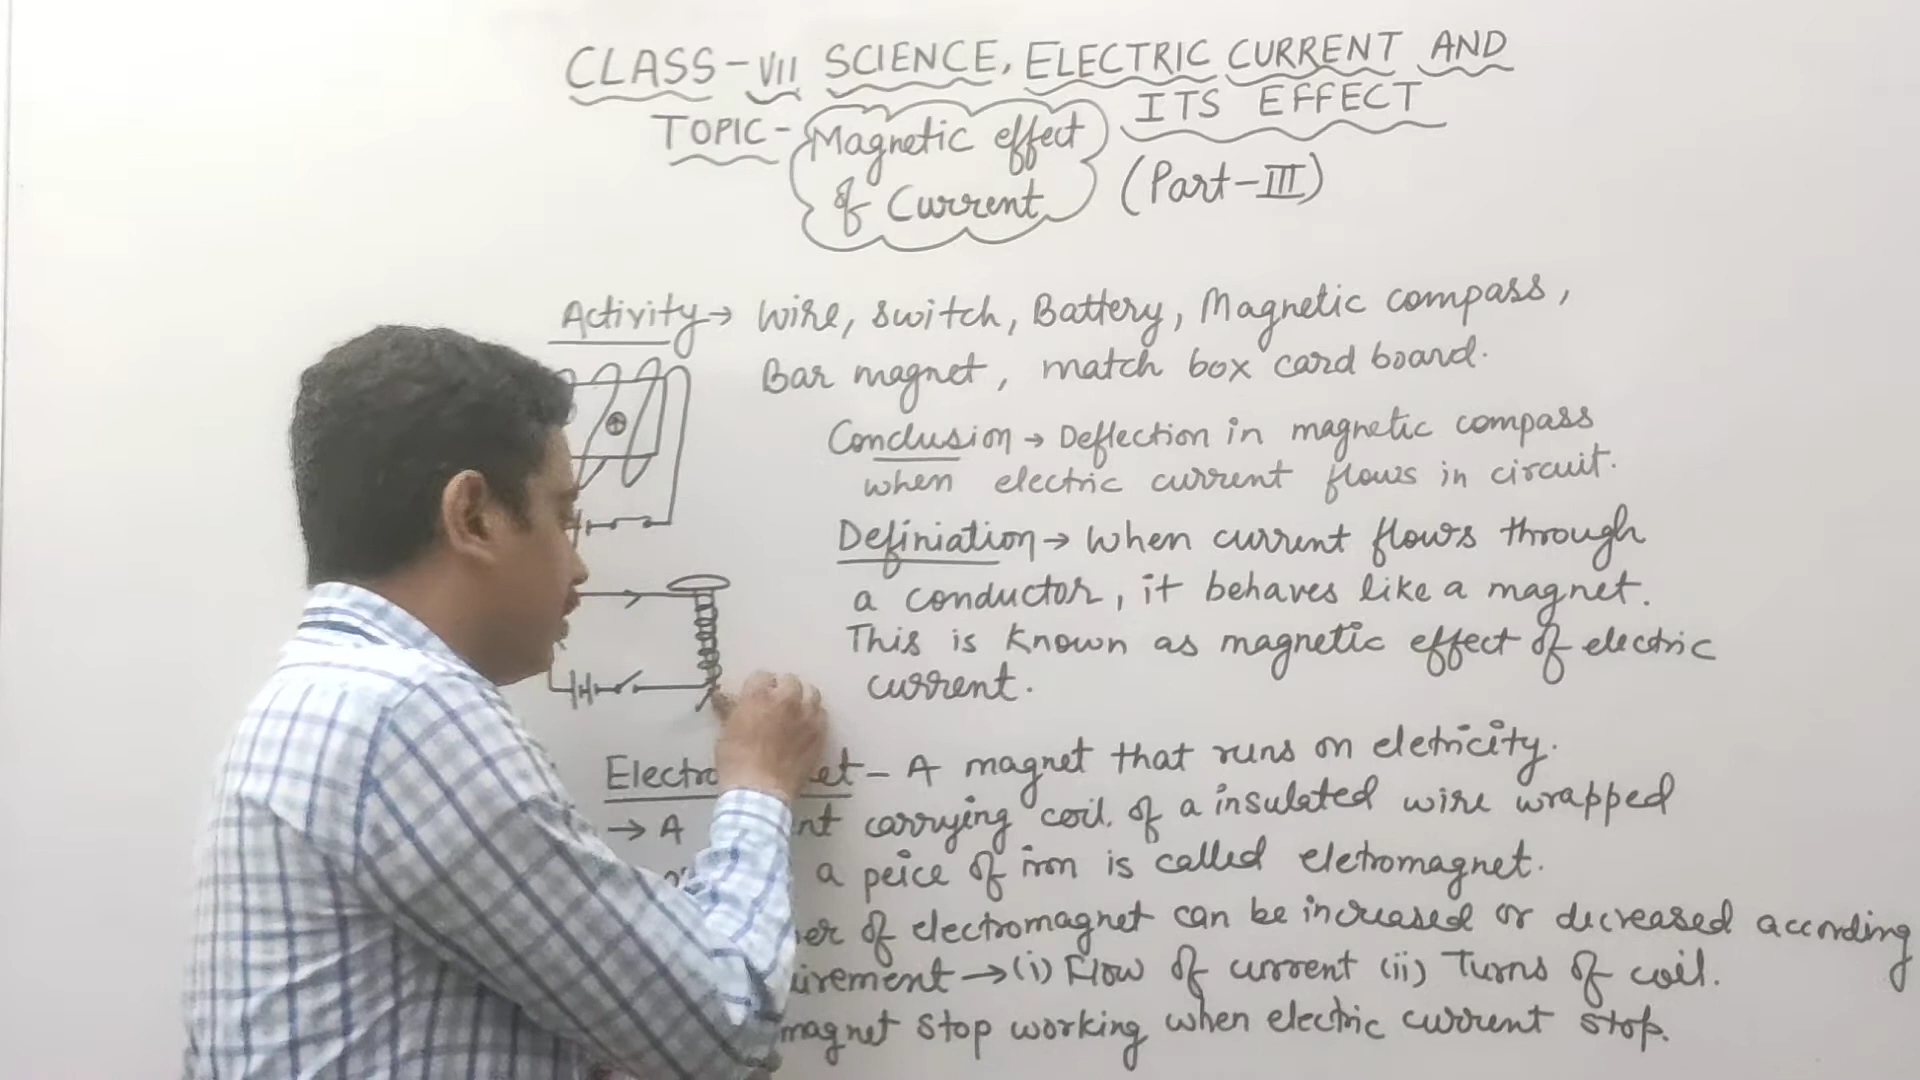 CLASS-VII SCIENCE, ELECTRIC CURRENT AND
ITS EFFECT
TOPIC- Magnetic effect
of Current
(Part-III)
Activity→ Wire, switch, Battery, Magnetic compass,
Bar magnet, match box card board.
Conclusion → Deflection in magnetic compass
when electric current flows in circuit.
Definiation → When current flows through
a conductor, it behaves like a magnet.
This is known as magnetic effect of electric
current.
Electro et - A magnet that runs on eletricity.
→ A nt carrying coil of a insulated wire wrapped
a peice of iron is called eletromagnet.
er of electromagnet can be increased or decreased according
irement → (i) Flow of current (ii) Turns of coil.
magnet stop working when electric current stop.